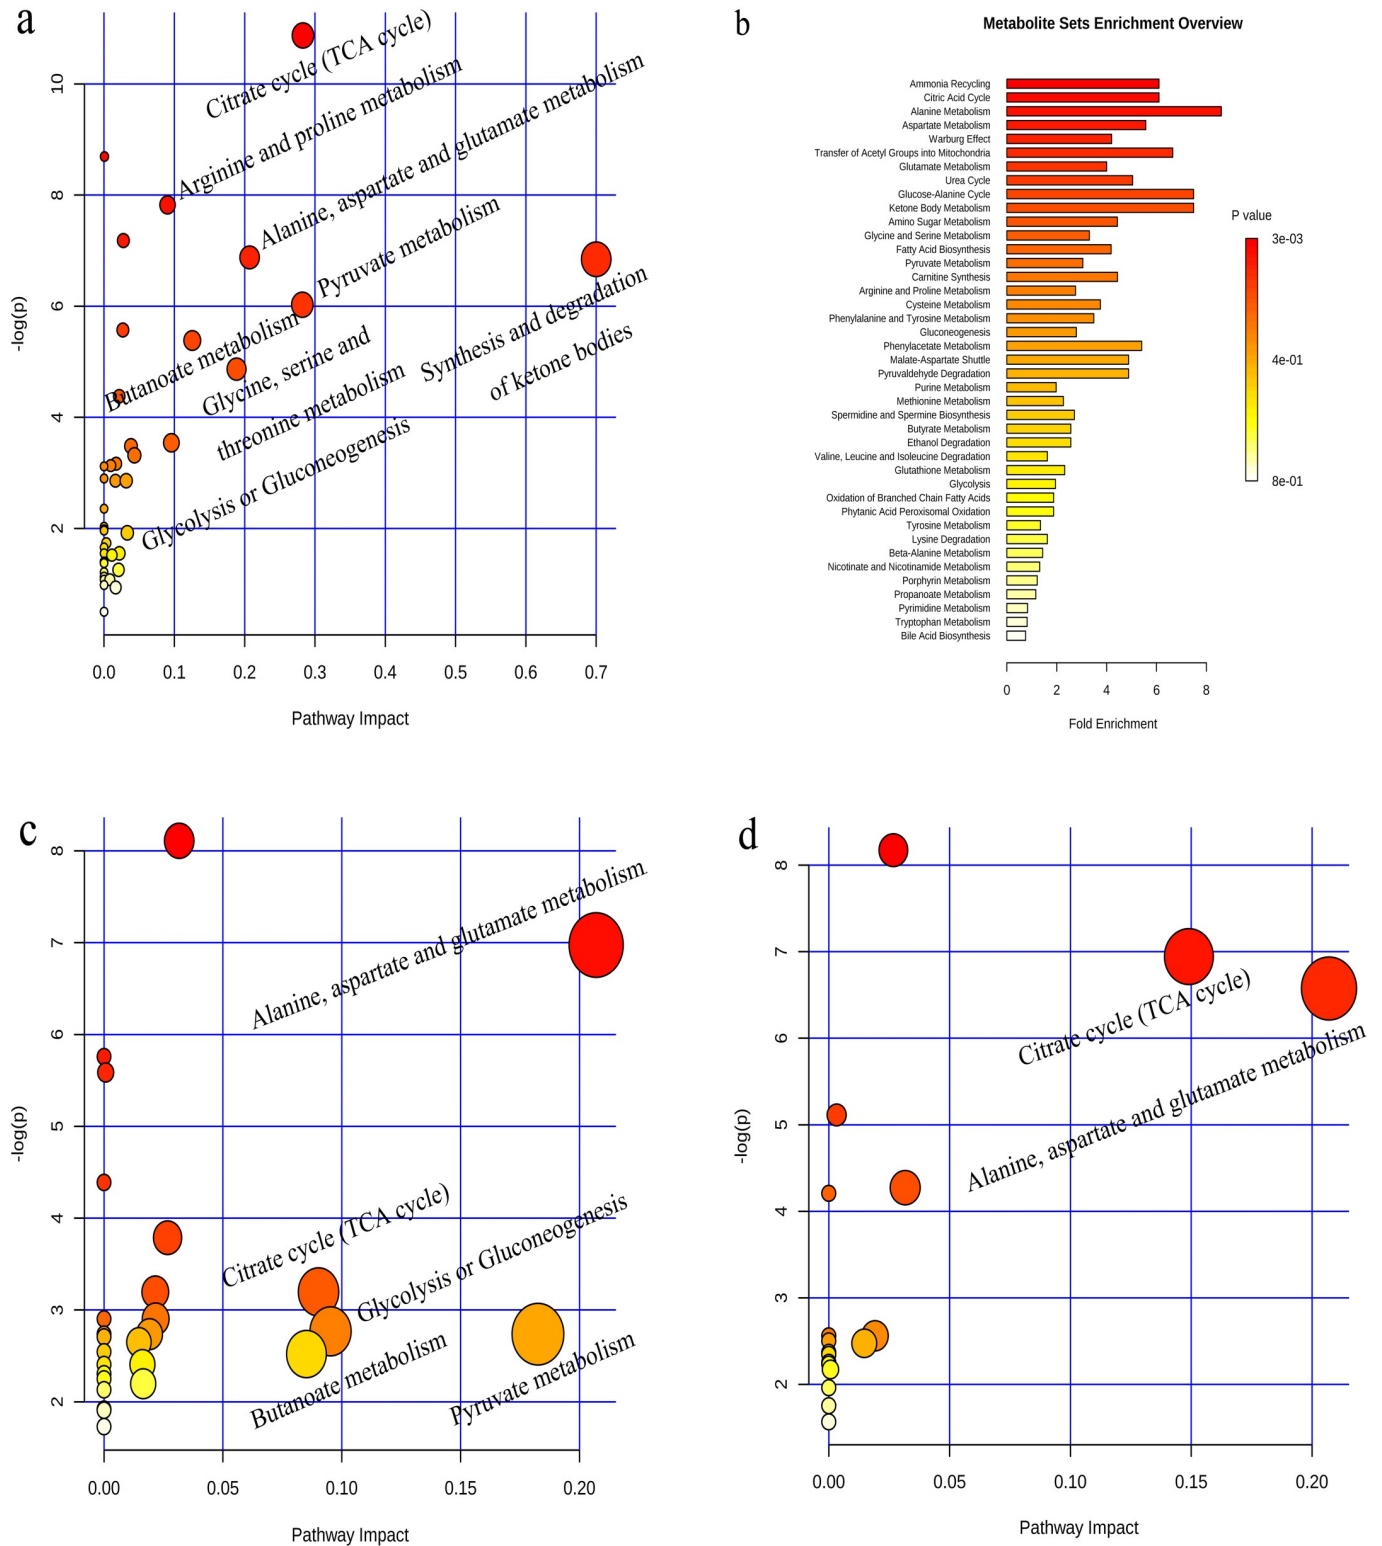 a
Citrate cycle (TCA cycle)
Arginine and proline metabolism
Alanine, aspartate and glutamate metabolism
Pyruvate metabolism
Synthesis and degradation
of ketone bodies
Butanoate metabolism
Glycine, serine and
threonine metabolism
Glycolysis or Gluconeogenesis
-log(p)
10
8
6
4
2
0.0 0.1 0.2 0.3 0.4 0.5 0.6 0.7
Pathway Impact
b
Metabolite Sets Enrichment Overview
Ammonia Recycling
Citric Acid Cycle
Alanine Metabolism
Aspartate Metabolism
Warburg Effect
Transfer of Acetyl Groups into Mitochondria
Glutamate Metabolism
Urea Cycle
Glucose-Alanine Cycle
Ketone Body Metabolism
Amino Sugar Metabolism
Glycine and Serine Metabolism
Fatty Acid Biosynthesis
Pyruvate Metabolism
Carnitine Synthesis
Arginine and Proline Metabolism
Cysteine Metabolism
Phenylalanine and Tyrosine Metabolism
Gluconeogenesis
Phenylacetate Metabolism
Malate-Aspartate Shuttle
Pyruvaldehyde Degradation
Purine Metabolism
Methionine Metabolism
Spermidine and Spermine Biosynthesis
Butyrate Metabolism
Ethanol Degradation
Valine, Leucine and Isoleucine Degradation
Glutathione Metabolism
Glycolysis
Oxidation of Branched Chain Fatty Acids
Phytanic Acid Peroxisomal Oxidation
Tyrosine Metabolism
Lysine Degradation
Beta-Alanine Metabolism
Nicotinate and Nicotinamide Metabolism
Porphyrin Metabolism
Propanoate Metabolism
Pyrimidine Metabolism
Tryptophan Metabolism
Bile Acid Biosynthesis
0 2 4 6 8
Fold Enrichment
P value
3e-03
4e-01
8e-01
c
Alanine, aspartate and glutamate metabolism
Citrate cycle (TCA cycle)
Glycolysis or Gluconeogenesis
Butanoate metabolism
Pyruvate metabolism
-log(p)
8
7
6
5
4
3
2
0.00 0.05 0.10 0.15 0.20
Pathway Impact
d
Citrate cycle (TCA cycle)
Alanine, aspartate and glutamate metabolism
-log(p)
8
7
6
5
4
3
2
0.00 0.05 0.10 0.15 0.20
Pathway Impact